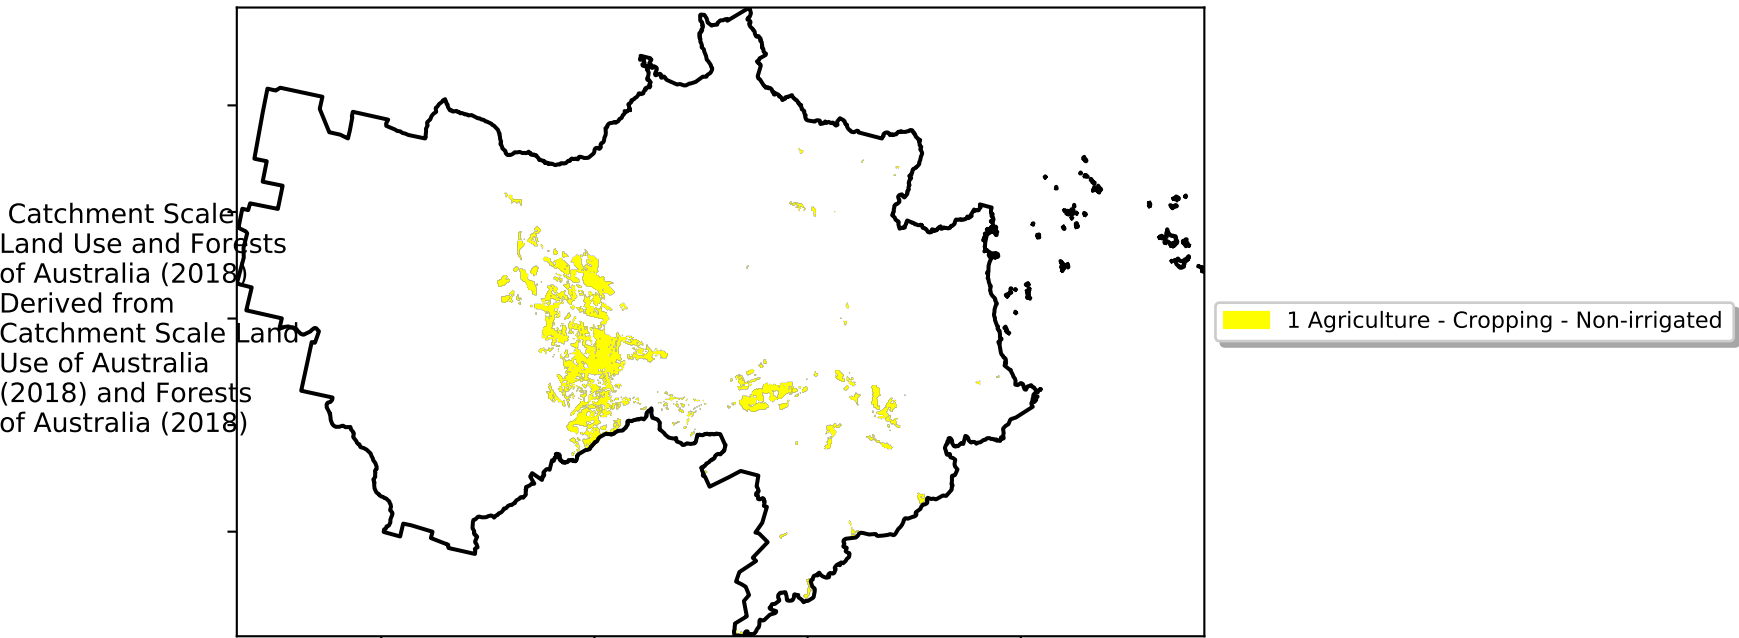 Catchment Scale
Land Use and Forests
of Australia (2018)
Derived from
Catchment Scale Land
Use of Australia
(2018) and Forests
of Australia (2018)
1 Agriculture - Cropping - Non-irrigated